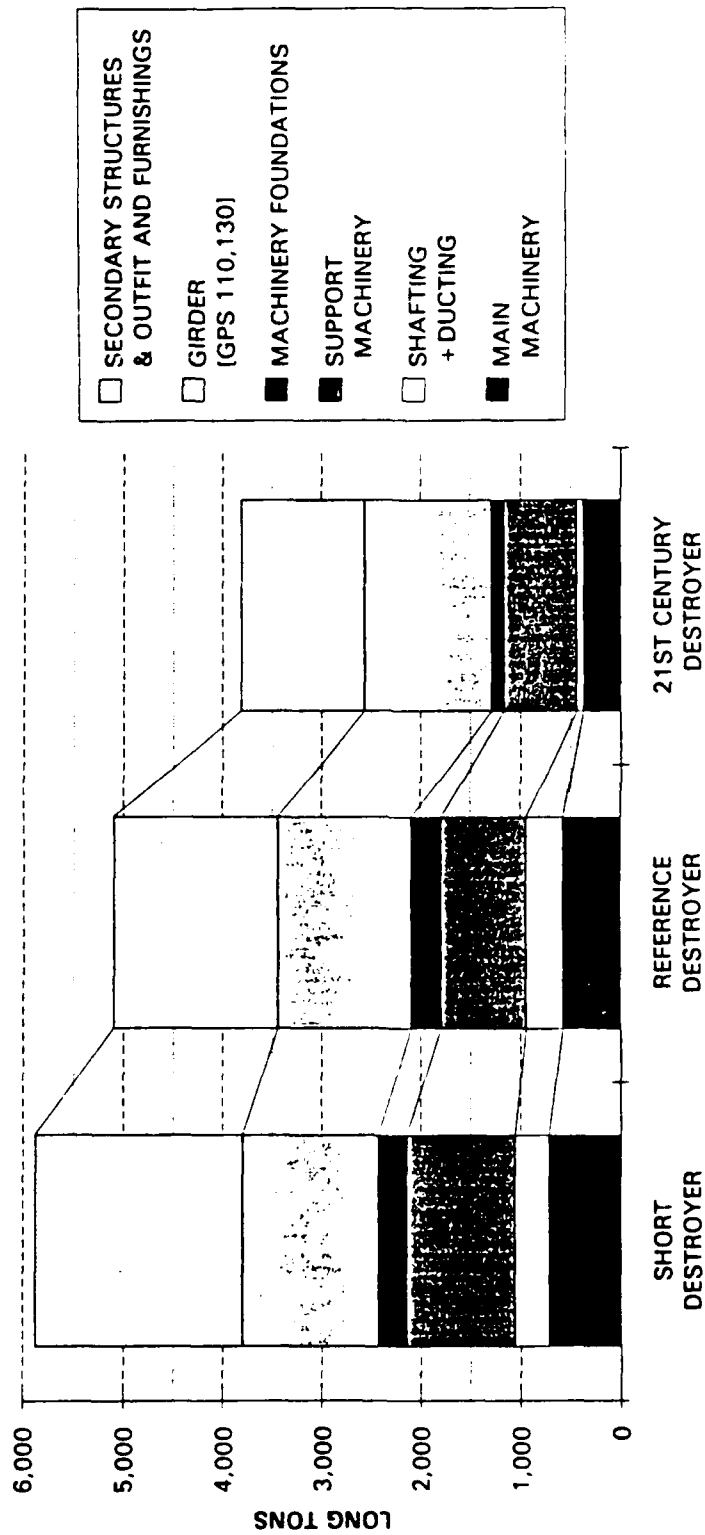 LONG TONS
6,000
5,000
4,000
3,000
2,000
1,000
0
SHORT
DESTROYER
REFERENCE
DESTROYER
21ST CENTURY
DESTROYER
SECONDARY STRUCTURES
& OUTFIT AND FURNISHINGS
GIRDER
[GPS 110,130]
MACHINERY FOUNDATIONS
SUPPORT
MACHINERY
SHAFTING
+ DUCTING
MAIN
MACHINERY